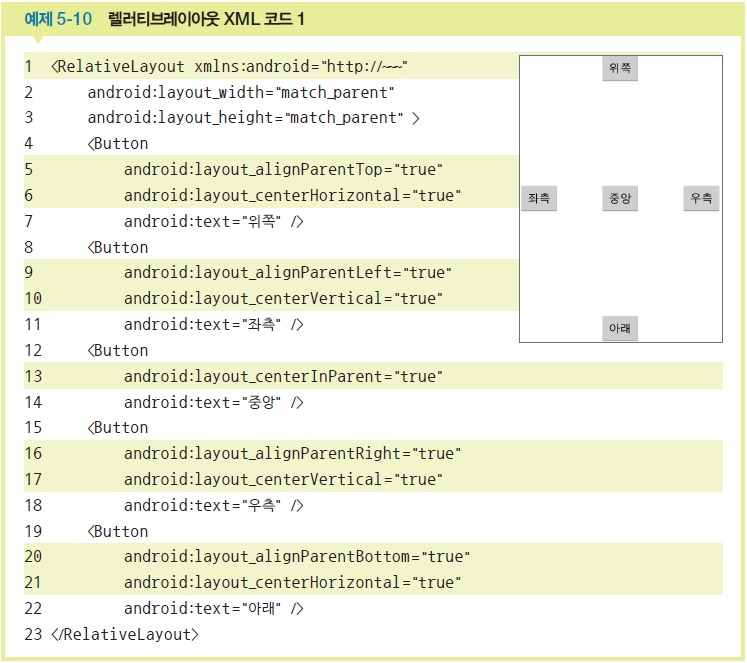 예제 5-10 렐러티브레이아웃 XML 코드 1
1 <RelativeLayout xmlns:android="http://~~~"
2 android:layout_width="match_parent"
3 android:layout_height="match_parent" >
4 <Button
5 android:layout_alignParentTop="true"
6 android:layout_centerHorizontal="true"
7 android:text="위쪽" />
8 <Button
9 android:layout_alignParentLeft="true"
10 android:layout_centerVertical="true"
11 android:text="좌측" />
12 <Button
13 android:layout_centerInParent="true"
14 android:text="중앙" />
15 <Button
16 android:layout_alignParentRight="true"
17 android:layout_centerVertical="true"
18 android:text="우측" />
19 <Button
20 android:layout_alignParentBottom="true"
21 android:layout_centerHorizontal="true"
22 android:text="아래" />
23 </RelativeLayout>
위쪽
좌측 중앙 우측
아래